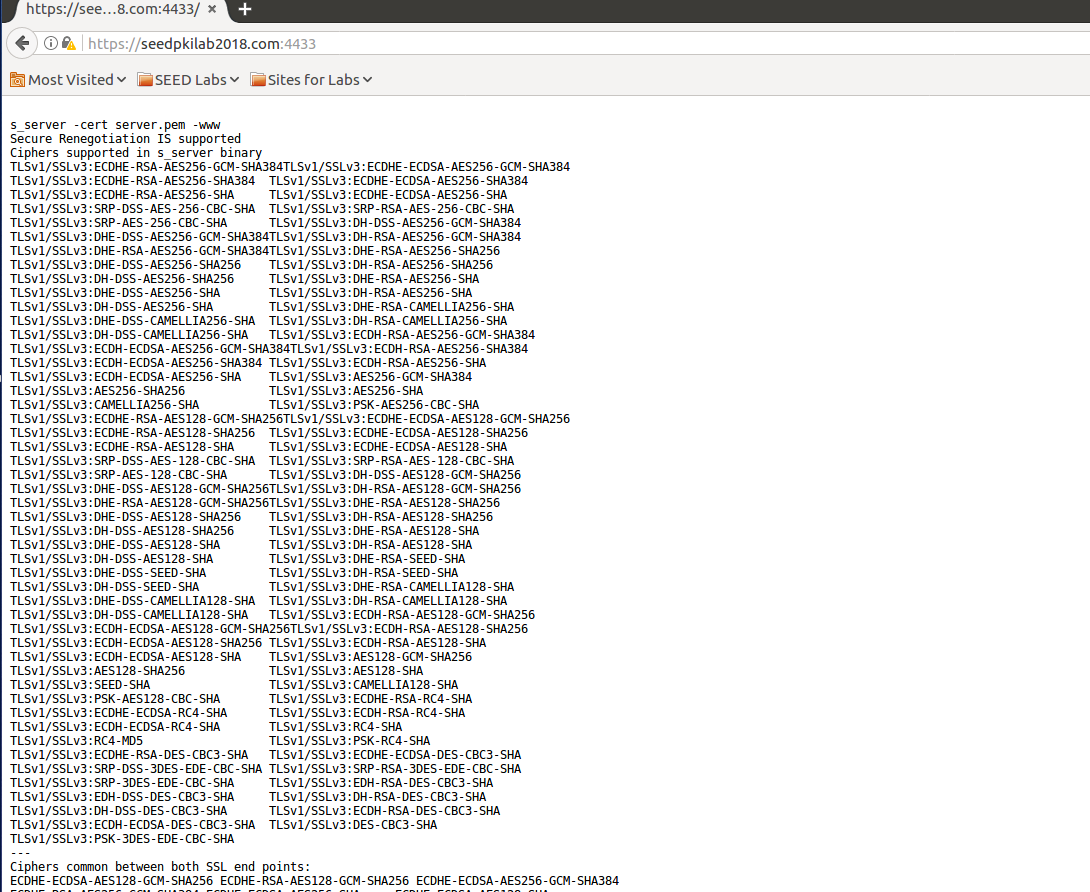 https://see...8.com:4433/ × +
https://seedpkilab2018.com:4433
Most Visited SEED Labs Sites for Labs
s_server -cert server.pem -www
Secure Renegotiation IS supported
Ciphers supported in s_server binary
TLSv1/SSLv3:ECDHE-RSA-AES256-GCM-SHA384TLSv1/SSLv3:ECDHE-ECDSA-AES256-GCM-SHA384
TLSv1/SSLv3:ECDHE-RSA-AES256-SHA384 TLSv1/SSLv3:ECDHE-ECDSA-AES256-SHA384
TLSv1/SSLv3:ECDHE-RSA-AES256-SHA TLSv1/SSLv3:ECDHE-ECDSA-AES256-SHA
TLSv1/SSLv3:SRP-DSS-AES-256-CBC-SHA TLSv1/SSLv3:SRP-RSA-AES-256-CBC-SHA
TLSv1/SSLv3:SRP-AES-256-CBC-SHA TLSv1/SSLv3:DH-DSS-AES256-GCM-SHA384
TLSv1/SSLv3:DHE-DSS-AES256-GCM-SHA384TLSv1/SSLv3:DH-RSA-AES256-GCM-SHA384
TLSv1/SSLv3:DHE-RSA-AES256-GCM-SHA384TLSv1/SSLv3:DHE-RSA-AES256-SHA256
TLSv1/SSLv3:DHE-DSS-AES256-SHA256 TLSv1/SSLv3:DH-RSA-AES256-SHA256
TLSv1/SSLv3:DH-DSS-AES256-SHA256 TLSv1/SSLv3:DHE-RSA-AES256-SHA
TLSv1/SSLv3:DHE-DSS-AES256-SHA TLSv1/SSLv3:DH-RSA-AES256-SHA
TLSv1/SSLv3:DH-DSS-AES256-SHA TLSv1/SSLv3:DHE-RSA-CAMELLIA256-SHA
TLSv1/SSLv3:DHE-DSS-CAMELLIA256-SHA TLSv1/SSLv3:DH-RSA-CAMELLIA256-SHA
TLSv1/SSLv3:DH-DSS-CAMELLIA256-SHA TLSv1/SSLv3:ECDH-RSA-AES256-GCM-SHA384
TLSv1/SSLv3:ECDH-ECDSA-AES256-GCM-SHA384TLSv1/SSLv3:ECDH-RSA-AES256-SHA384
TLSv1/SSLv3:ECDH-ECDSA-AES256-SHA384 TLSv1/SSLv3:ECDH-RSA-AES256-SHA
TLSv1/SSLv3:ECDH-ECDSA-AES256-SHA TLSv1/SSLv3:AES256-GCM-SHA384
TLSv1/SSLv3:AES256-SHA256 TLSv1/SSLv3:AES256-SHA
TLSv1/SSLv3:CAMELLIA256-SHA TLSv1/SSLv3:PSK-AES256-CBC-SHA
TLSv1/SSLv3:ECDHE-RSA-AES128-GCM-SHA256TLSv1/SSLv3:ECDHE-ECDSA-AES128-GCM-SHA256
TLSv1/SSLv3:ECDHE-RSA-AES128-SHA256 TLSv1/SSLv3:ECDHE-ECDSA-AES128-SHA256
TLSv1/SSLv3:ECDHE-RSA-AES128-SHA TLSv1/SSLv3:ECDHE-ECDSA-AES128-SHA
TLSv1/SSLv3:SRP-DSS-AES-128-CBC-SHA TLSv1/SSLv3:SRP-RSA-AES-128-CBC-SHA
TLSv1/SSLv3:SRP-AES-128-CBC-SHA TLSv1/SSLv3:DH-DSS-AES128-GCM-SHA256
TLSv1/SSLv3:DHE-DSS-AES128-GCM-SHA256TLSv1/SSLv3:DH-RSA-AES128-GCM-SHA256
TLSv1/SSLv3:DHE-RSA-AES128-GCM-SHA256TLSv1/SSLv3:DHE-RSA-AES128-SHA256
TLSv1/SSLv3:DHE-DSS-AES128-SHA256 TLSv1/SSLv3:DH-RSA-AES128-SHA256
TLSv1/SSLv3:DH-DSS-AES128-SHA256 TLSv1/SSLv3:DHE-RSA-AES128-SHA
TLSv1/SSLv3:DHE-DSS-AES128-SHA TLSv1/SSLv3:DH-RSA-AES128-SHA
TLSv1/SSLv3:DH-DSS-AES128-SHA TLSv1/SSLv3:DHE-RSA-SEED-SHA
TLSv1/SSLv3:DHE-DSS-SEED-SHA TLSv1/SSLv3:DH-RSA-SEED-SHA
TLSv1/SSLv3:DH-DSS-SEED-SHA TLSv1/SSLv3:DHE-RSA-CAMELLIA128-SHA
TLSv1/SSLv3:DHE-DSS-CAMELLIA128-SHA TLSv1/SSLv3:DH-RSA-CAMELLIA128-SHA
TLSv1/SSLv3:DH-DSS-CAMELLIA128-SHA TLSv1/SSLv3:ECDH-RSA-AES128-GCM-SHA256
TLSv1/SSLv3:ECDH-ECDSA-AES128-GCM-SHA256TLSv1/SSLv3:ECDH-RSA-AES128-SHA256
TLSv1/SSLv3:ECDH-ECDSA-AES128-SHA256 TLSv1/SSLv3:ECDH-RSA-AES128-SHA
TLSv1/SSLv3:ECDH-ECDSA-AES128-SHA TLSv1/SSLv3:AES128-GCM-SHA256
TLSv1/SSLv3:AES128-SHA256 TLSv1/SSLv3:AES128-SHA
TLSv1/SSLv3:SEED-SHA TLSv1/SSLv3:CAMELLIA128-SHA
TLSv1/SSLv3:PSK-AES128-CBC-SHA TLSv1/SSLv3:ECDHE-RSA-RC4-SHA
TLSv1/SSLv3:ECDHE-ECDSA-RC4-SHA TLSv1/SSLv3:ECDH-RSA-RC4-SHA
TLSv1/SSLv3:ECDH-ECDSA-RC4-SHA TLSv1/SSLv3:RC4-SHA
TLSv1/SSLv3:RC4-MD5 TLSv1/SSLv3:PSK-RC4-SHA
TLSv1/SSLv3:ECDHE-RSA-DES-CBC3-SHA TLSv1/SSLv3:ECDHE-ECDSA-DES-CBC3-SHA
TLSv1/SSLv3:SRP-DSS-3DES-EDE-CBC-SHA TLSv1/SSLv3:SRP-RSA-3DES-EDE-CBC-SHA
TLSv1/SSLv3:SRP-3DES-EDE-CBC-SHA TLSv1/SSLv3:EDH-RSA-DES-CBC3-SHA
TLSv1/SSLv3:EDH-DSS-DES-CBC3-SHA TLSv1/SSLv3:DH-RSA-DES-CBC3-SHA
TLSv1/SSLv3:DH-DSS-DES-CBC3-SHA TLSv1/SSLv3:ECDH-RSA-DES-CBC3-SHA
TLSv1/SSLv3:ECDH-ECDSA-DES-CBC3-SHA TLSv1/SSLv3:DES-CBC3-SHA
TLSv1/SSLv3:PSK-3DES-EDE-CBC-SHA
---
Ciphers common between both SSL end points:
ECDHE-ECDSA-AES128-GCM-SHA256 ECDHE-RSA-AES128-GCM-SHA256 ECDHE-ECDSA-AES256-GCM-SHA384